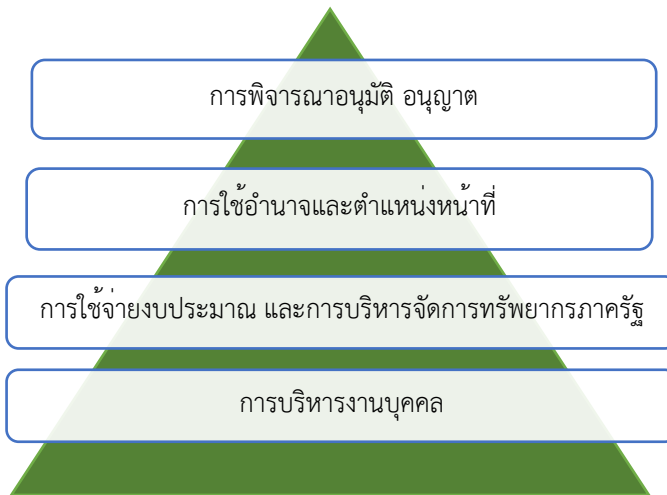 การพิจารณาอนุมัติ อนุญาต
การใช้อำนาจและตำแหน่งหน้าที่
การใช้จ่ายงบประมาณ และการบริหารจัดการทรัพยากรภาครัฐ
การบริหารงานบุคคล